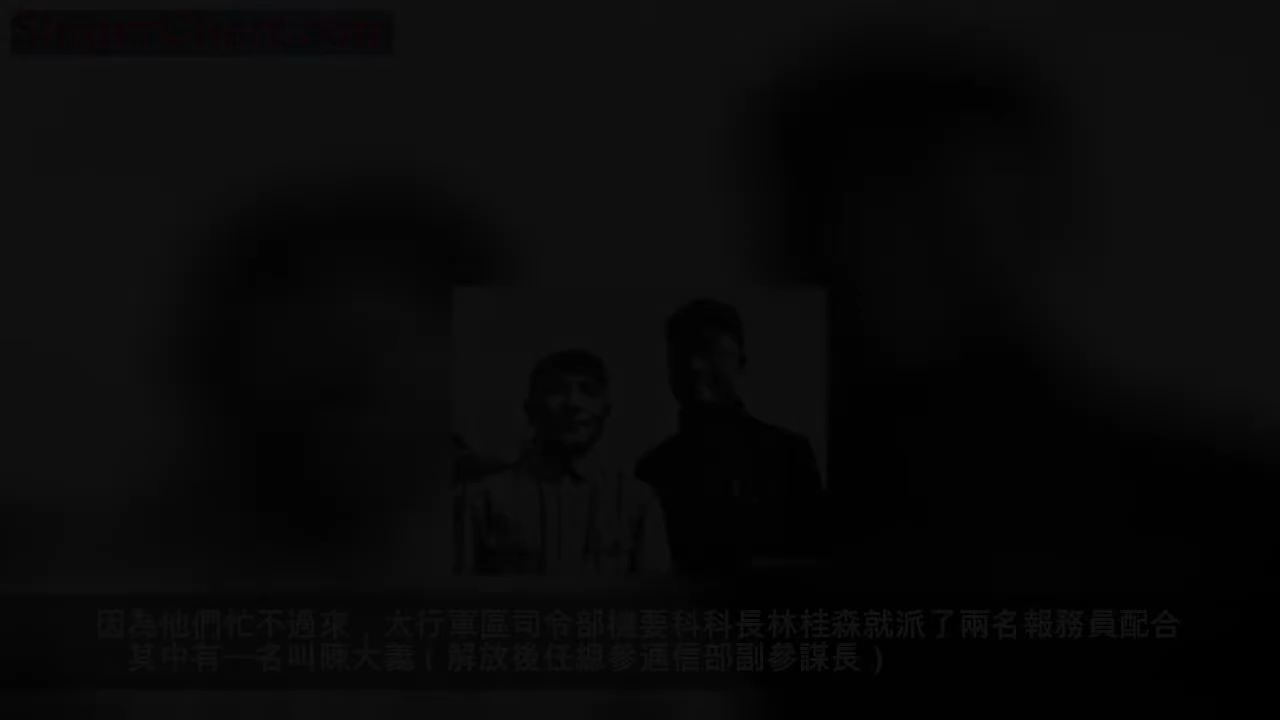 因為他們忙不過來，太行軍區司令部機要科科長林桂森就派了兩名報務員配合
其中有一名叫陳大義（解放後任總參通信部副參謀長）